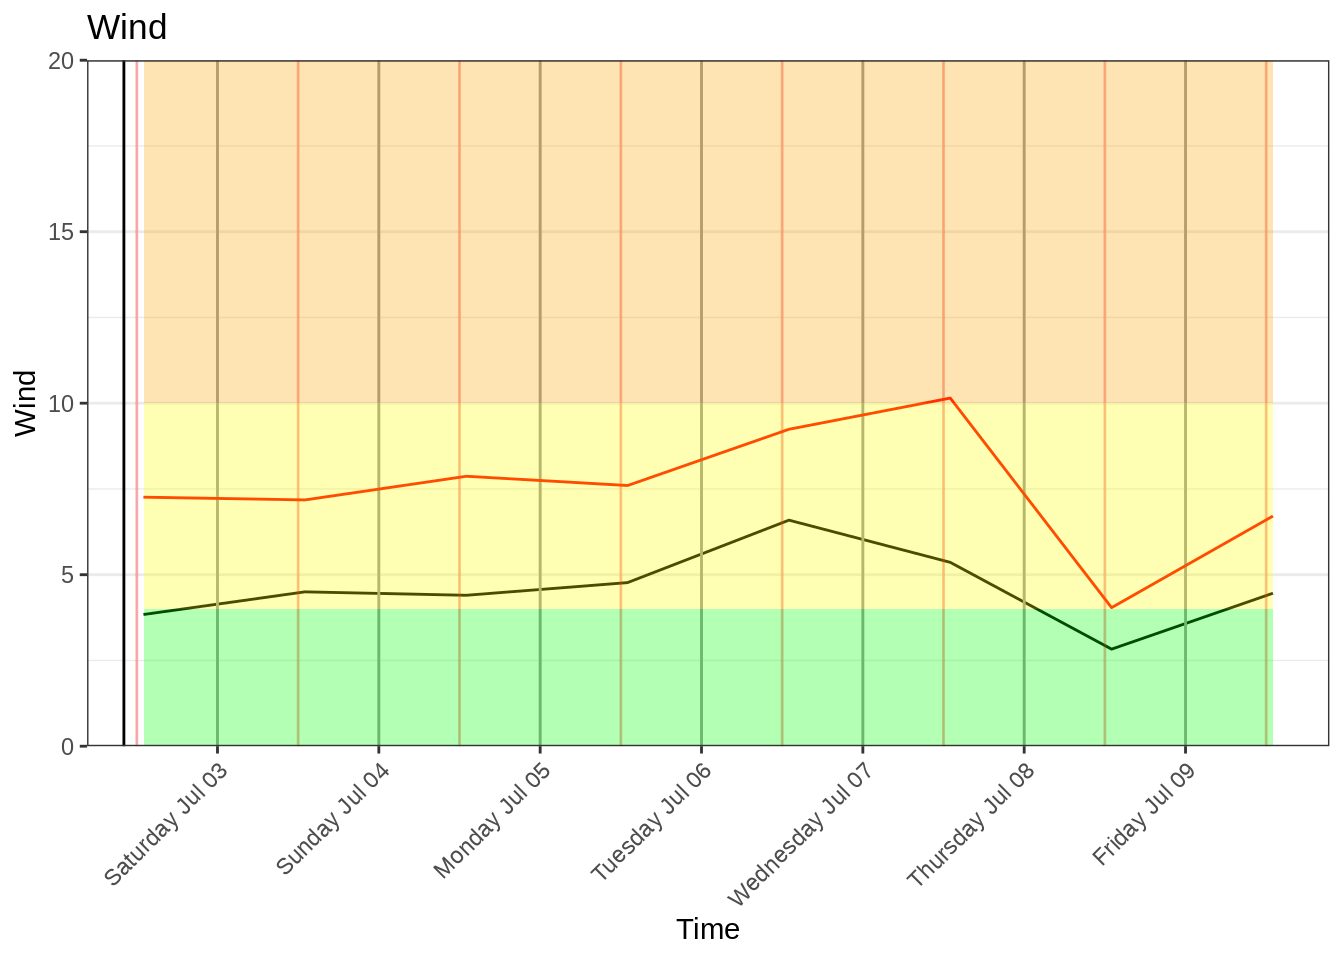 Wind
20
15
10
5
0
Wind
Saturday Jul 03
Sunday Jul 04
Monday Jul 05
Tuesday Jul 06
Wednesday Jul 07
Thursday Jul 08
Friday Jul 09
Time